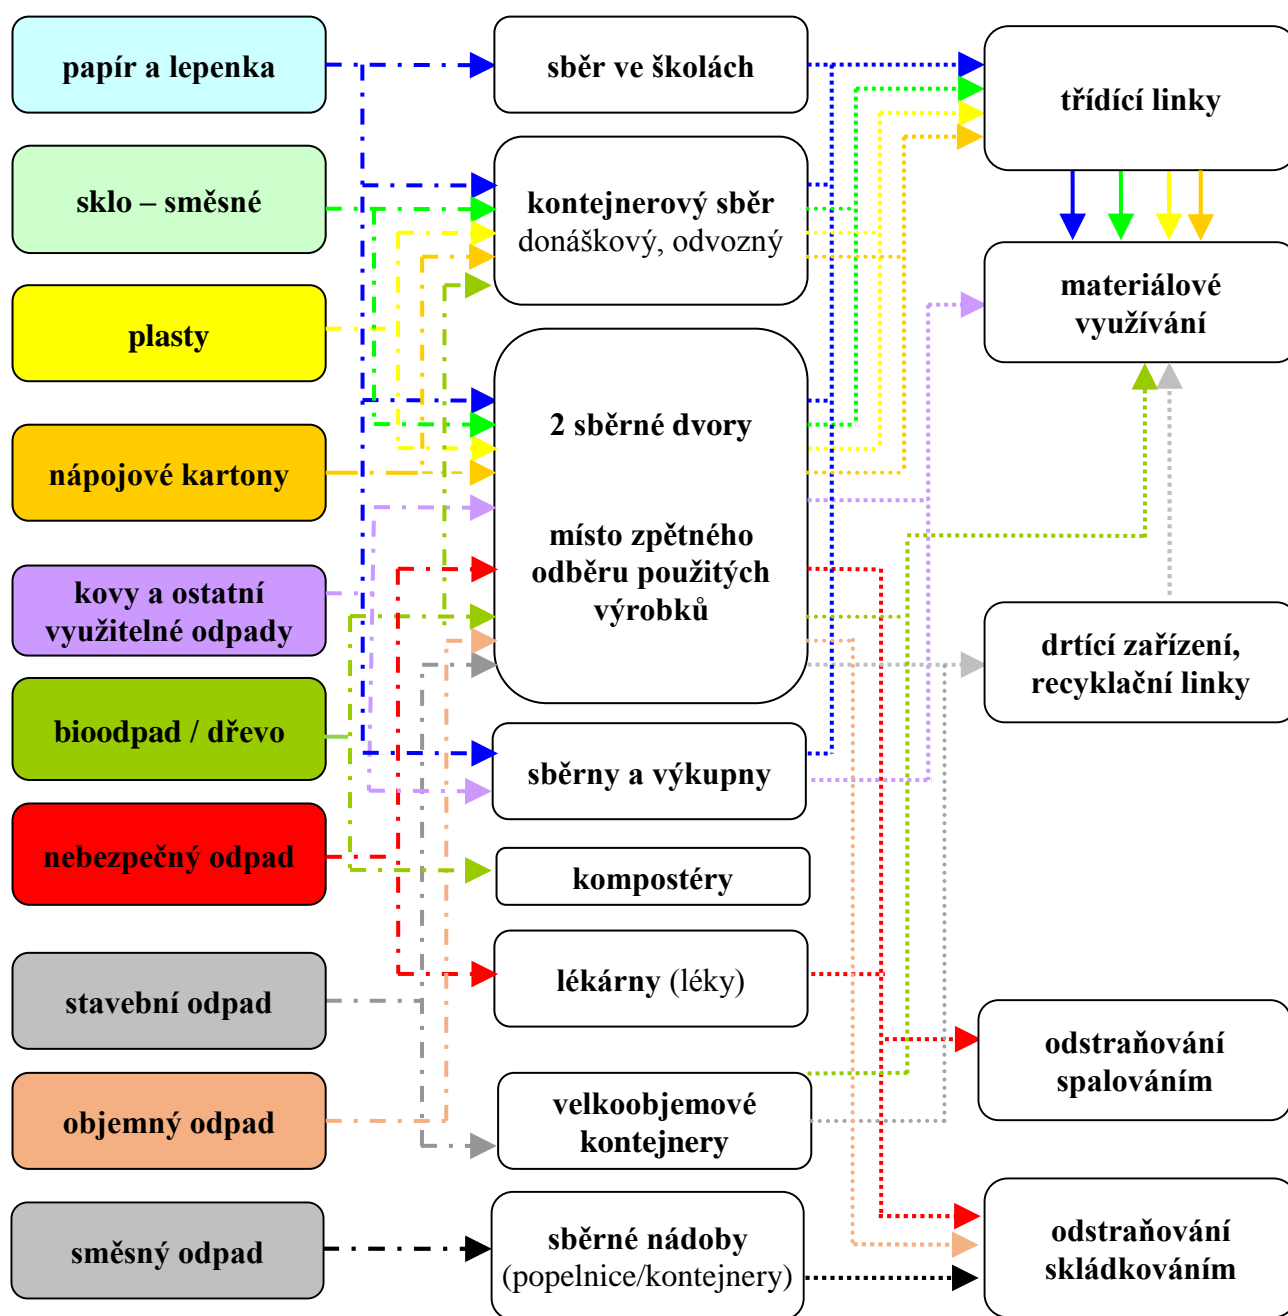 papír a lepenka
sklo – směsné
plasty
nápojové kartony
kovy a ostatní
využitelné odpady
bioodpad / dřevo
nebezpečný odpad
stavební odpad
objemný odpad
směsný odpad
sběr ve školách
kontejnerový sběr
donáškový, odvozný
2 sběrné dvory
místo zpětného
odběru použitých
výrobků
sběrny a výkupny
kompostéry
lékárny (léky)
velkoobjemové
kontejnery
sběrné nádoby
(popelnice/kontejnery)
třídící linky
materiálové
využívání
drtící zařízení,
recyklační linky
odstraňování
spalováním
odstraňování
skládkováním